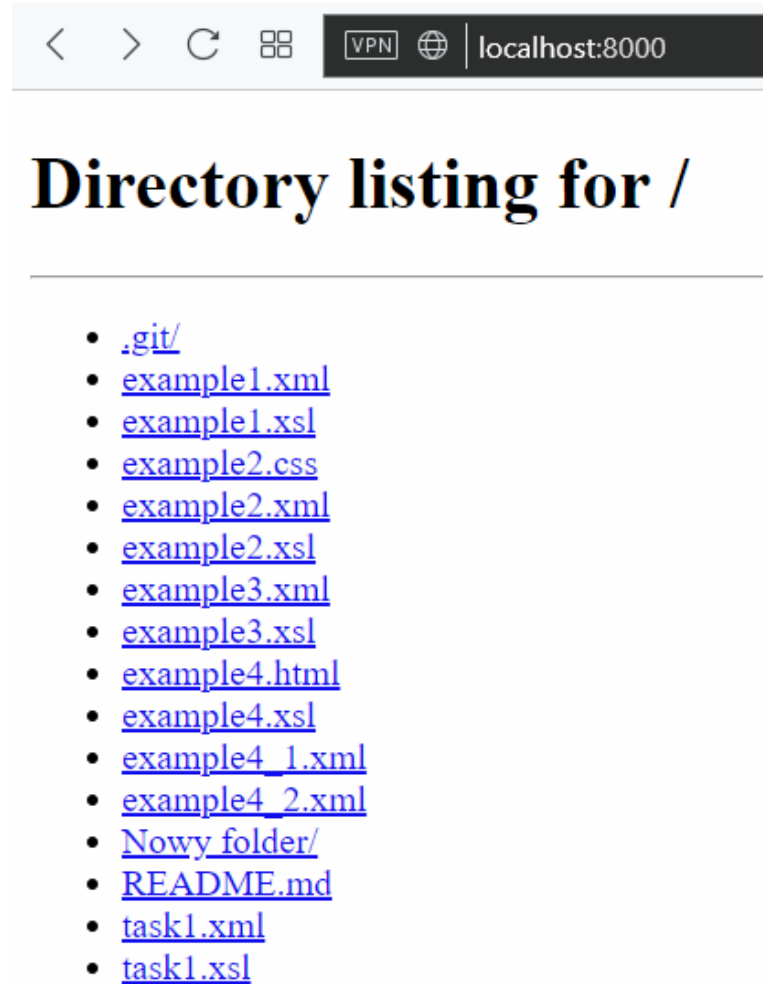 VPN localhost:8000
Directory listing for /
.git/
example1.xml
example1.xsl
example2.css
example2.xml
example2.xsl
example3.xml
example3.xsl
example4.html
example4.xsl
example4_1.xml
example4_2.xml
Nowy folder/
README.md
task1.xml
task1.xsl